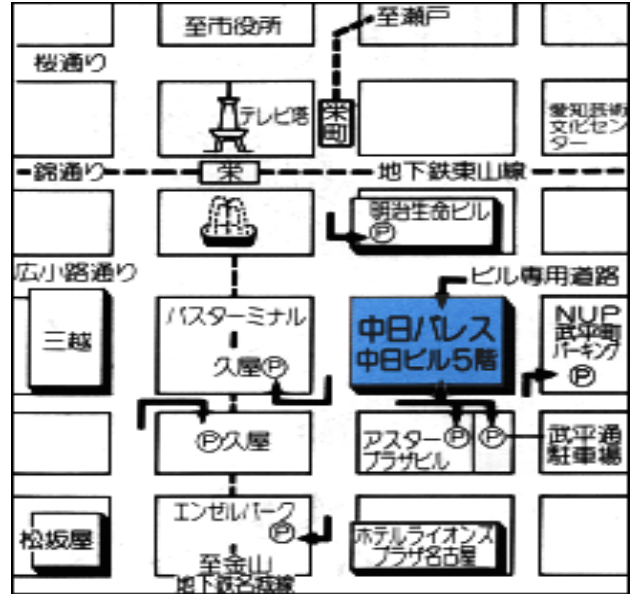 至市役所
至瀬戸
桜通り
テレビ塔
栄町
愛知芸術
文化セン
ター
錦通り
栄
地下鉄東山線
明治生命ビル
Ⓟ
広小路通り
ビル専用道路
三越
バスターミナル
久屋Ⓟ
中日パレス
中日ビル5階
NUP
武平町
パーキング
Ⓟ
Ⓟ久屋
アスター
プラザビル
Ⓟ
Ⓟ
武平通
駐車場
松坂屋
エンゼルパーク
Ⓟ
至金山
地下鉄名城線
ホテルライオンズ
プラザ名古屋